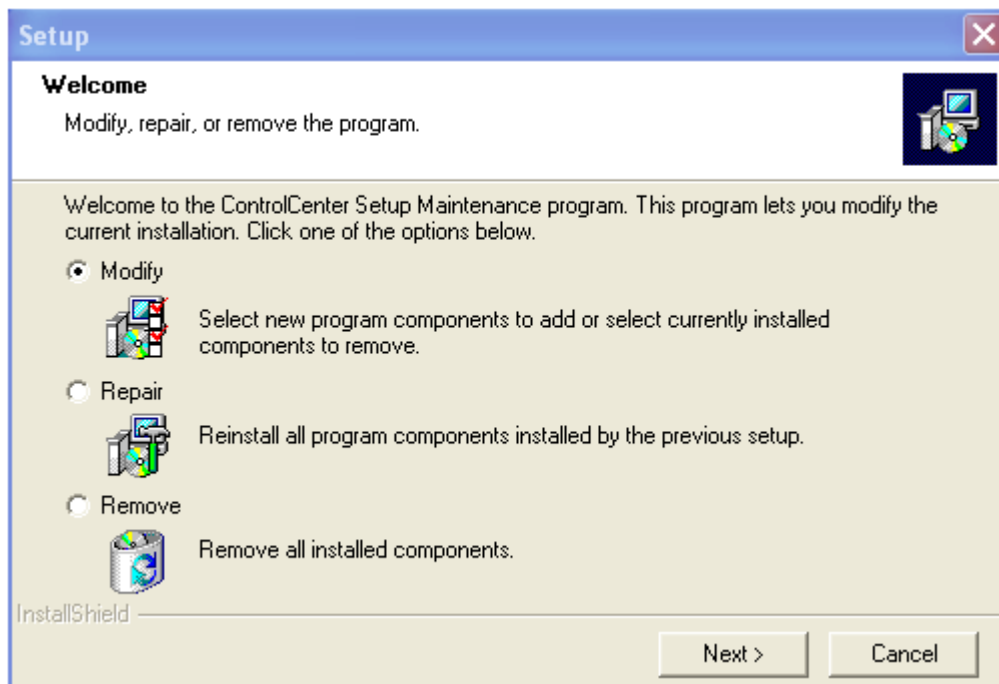 Setup
Welcome
Modify, repair, or remove the program.
Welcome to the ControlCenter Setup Maintenance program. This program lets you modify the
current installation. Click one of the options below.
Modify
Select new program components to add or select currently installed
components to remove.
Repair
Reinstall all program components installed by the previous setup.
Remove
Remove all installed components.
InstallShield
Next >
Cancel